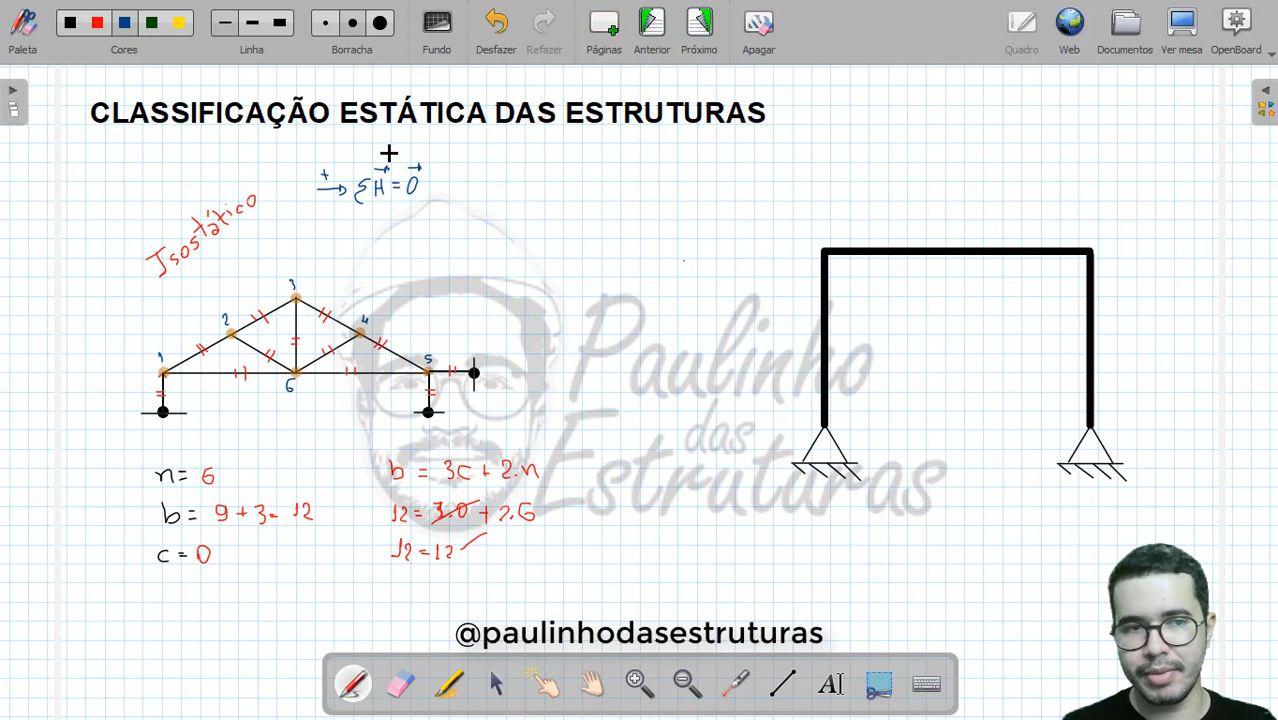 Paleta
Cores
Linha
Borracha
Fundo
Desfazer
Refazer
Páginas
Anterior
Próximo
Apagar
Quadro
Web
Documentos
Ver mesa
OpenBoard
CLASSIFICAÇÃO ESTÁTICA DAS ESTRUTURAS
+ → Σ H = 0
Isostático
3
2
4
1
5
6
Paulinho
das
Estruturas
n = 6
b = 3c + 2.n
b = 9 + 3 = 12
12 = 3.0 + 2.6
c = 0
12 = 12
@paulinhodasestruturas
AI